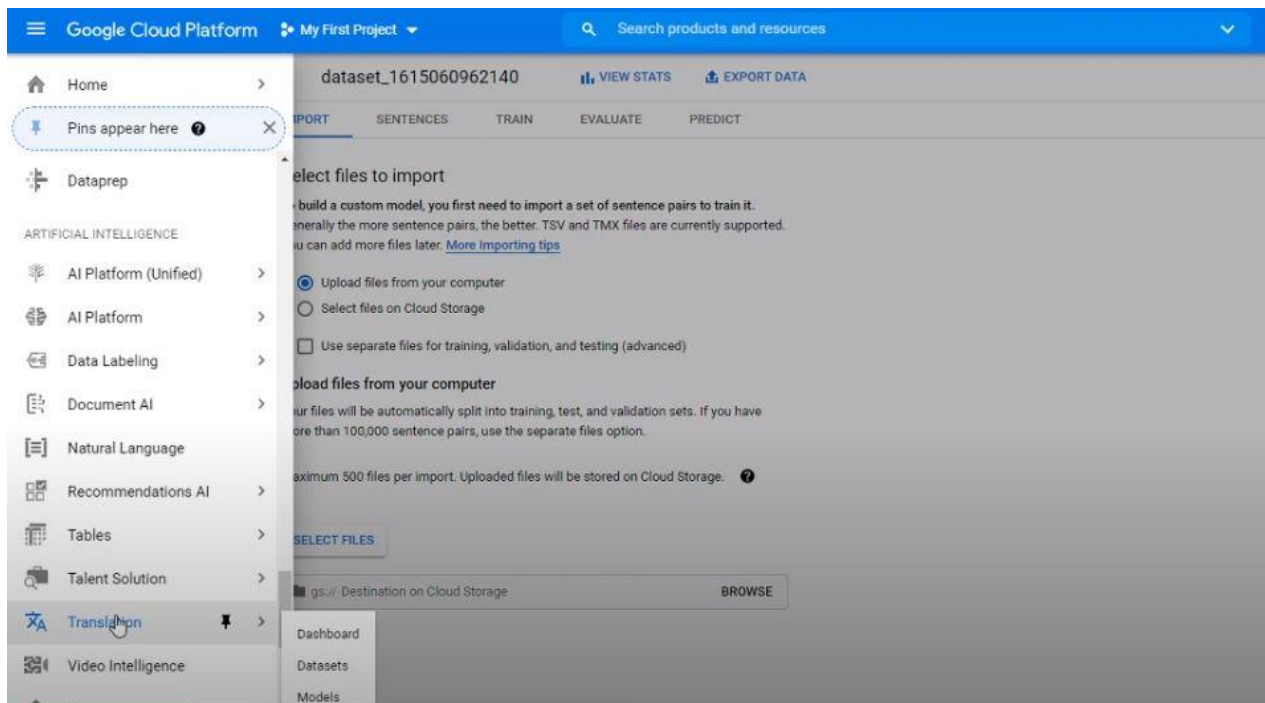 Google Cloud Platform
My First Project
Search products and resources
Home
Pins appear here
Dataprep
ARTIFICIAL INTELLIGENCE
AI Platform (Unified)
AI Platform
Data Labeling
Document AI
Natural Language
Recommendations AI
Tables
Talent Solution
Translation
Video Intelligence
Dashboard
Datasets
Models
dataset_1615060962140
VIEW STATS
EXPORT DATA
IPORT SENTENCES TRAIN EVALUATE PREDICT
elect files to import
build a custom model, you first need to import a set of sentence pairs to train it.
enerally the more sentence pairs, the better. TSV and TMX files are currently supported.
u can add more files later. More Importing tips
Upload files from your computer
Select files on Cloud Storage
Use separate files for training, validation, and testing (advanced)
pload files from your computer
ur files will be automatically split into training, test, and validation sets. If you have
ore than 100,000 sentence pairs, use the separate files option.
aximum 500 files per import. Uploaded files will be stored on Cloud Storage.
SELECT FILES
gs:// Destination on Cloud Storage
BROWSE